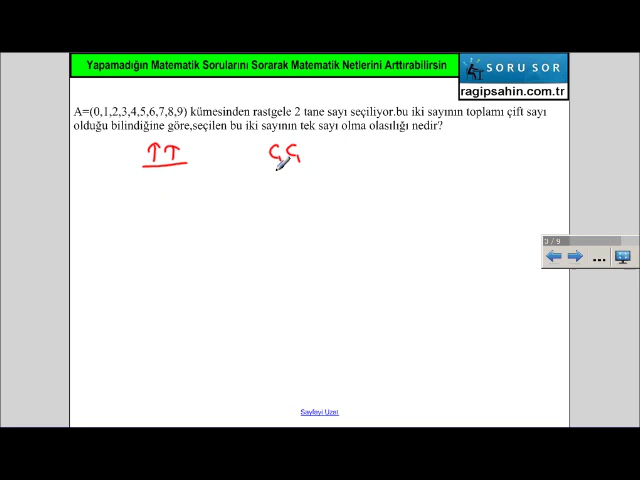 Yapamadığın Matematik Sorularını Sorarak Matematik Netlerini Arttırabilirsin
SORU SOR
ragipsahin.com.tr
A=(0,1,2,3,4,5,6,7,8,9) kümesinden rastgele 2 tane sayı seçiliyor.bu iki sayının toplamı çift sayı
olduğu bilindiğine göre,seçilen bu iki sayının tek sayı olma olasılığı nedir?
TT ÇÇ
3 / 9
...
Sayfayı Uzat